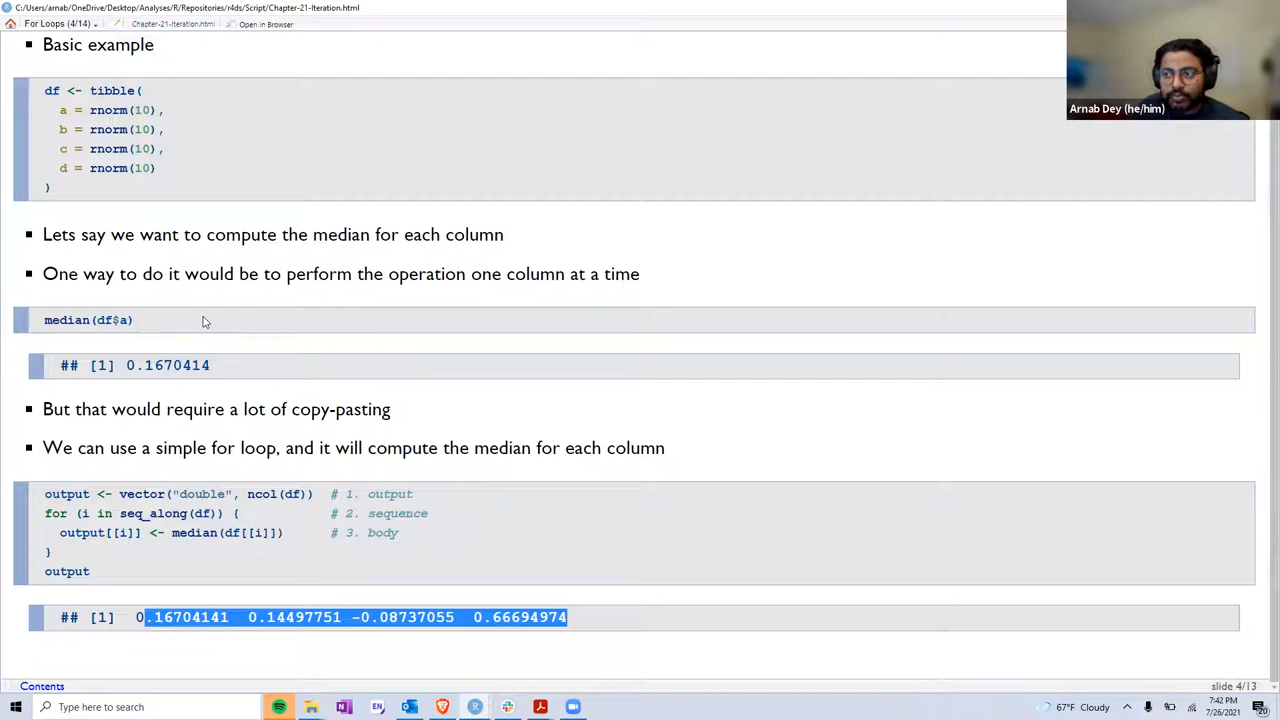 C:/Users/arnab/OneDrive/Desktop/Analyses/R/Repositories/r4ds/Script/Chapter-21-Iteration.html
For Loops (4/14)
Chapter-21-Iteration.html
Open in Browser
Basic example
df <- tibble(
a = rnorm(10),
b = rnorm(10),
c = rnorm(10),
d = rnorm(10)
)
Arnab Dey (he/him)
Lets say we want to compute the median for each column
One way to do it would be to perform the operation one column at a time
median(df$a)
## [1] 0.1670414
But that would require a lot of copy-pasting
We can use a simple for loop, and it will compute the median for each column
output <- vector("double", ncol(df)) # 1. output
for (i in seq_along(df)) { # 2. sequence
output[[i]] <- median(df[[i]]) # 3. body
}
output
## [1] 0.16704141 0.14497751 -0.08737055 0.66694974
Contents
slide 4/13
Type here to search
EN
67°F Cloudy
7:42 PM
7/26/2021
20